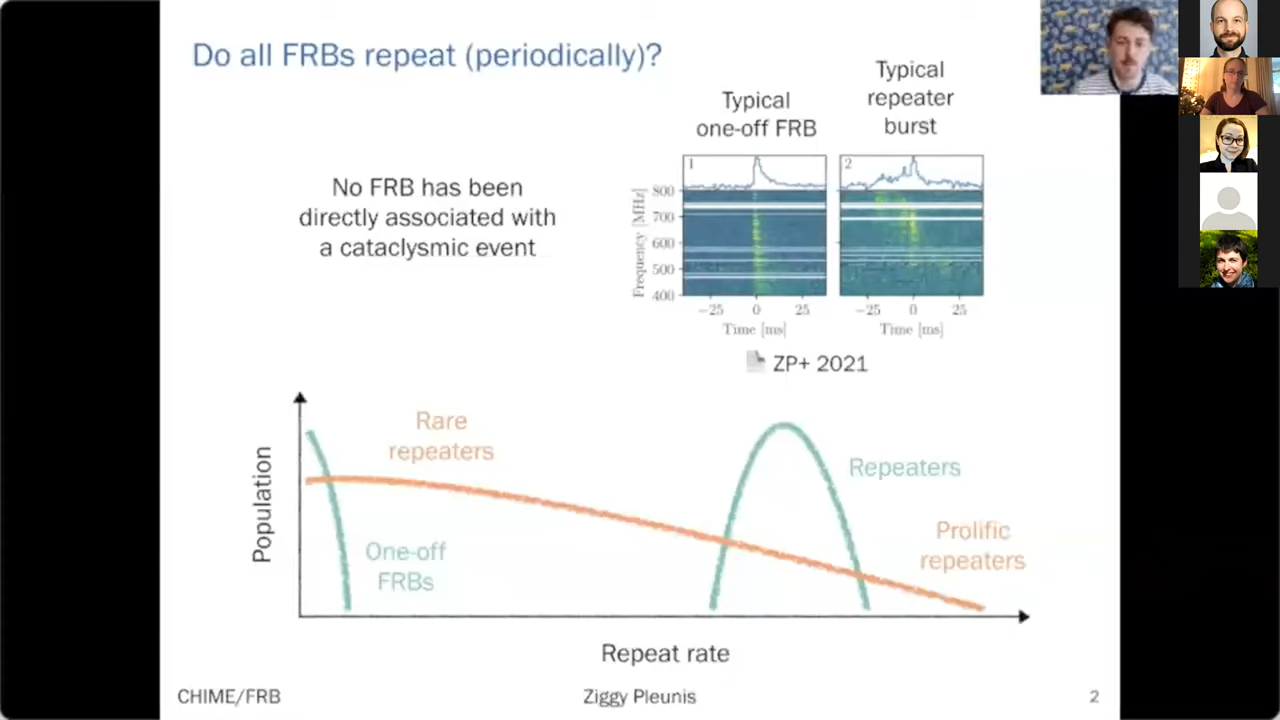 Do all FRBs repeat (periodically)?
Typical
one-off FRB
Typical
repeater
burst
No FRB has been
directly associated with
a cataclysmic event
1
2
Frequency [MHz]
800
700
600
500
400
−25 0 25
−25 0 25
Time [ms]
Time [ms]
ZP+ 2021
Population
Rare
repeaters
One-off
FRBs
Repeaters
Prolific
repeaters
Repeat rate
CHIME/FRB
Ziggy Pleunis
2